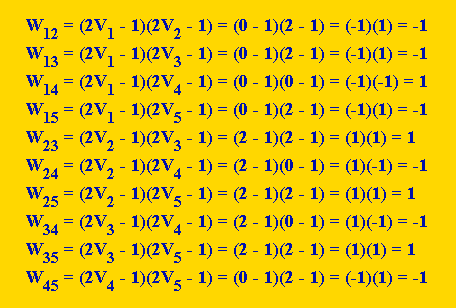 W₁₂ = (2V₁ - 1)(2V₂ - 1) = (0 - 1)(2 - 1) = (-1)(1) = -1
W₁₃ = (2V₁ - 1)(2V₃ - 1) = (0 - 1)(2 - 1) = (-1)(1) = -1
W₁₄ = (2V₁ - 1)(2V₄ - 1) = (0 - 1)(0 - 1) = (-1)(-1) = 1
W₁₅ = (2V₁ - 1)(2V₅ - 1) = (0 - 1)(2 - 1) = (-1)(1) = -1
W₂₃ = (2V₂ - 1)(2V₃ - 1) = (2 - 1)(2 - 1) = (1)(1) = 1
W₂₄ = (2V₂ - 1)(2V₄ - 1) = (2 - 1)(0 - 1) = (1)(-1) = -1
W₂₅ = (2V₂ - 1)(2V₅ - 1) = (2 - 1)(2 - 1) = (1)(1) = 1
W₃₄ = (2V₃ - 1)(2V₄ - 1) = (2 - 1)(0 - 1) = (1)(-1) = -1
W₃₅ = (2V₃ - 1)(2V₅ - 1) = (2 - 1)(2 - 1) = (1)(1) = 1
W₄₅ = (2V₄ - 1)(2V₅ - 1) = (0 - 1)(2 - 1) = (-1)(1) = -1